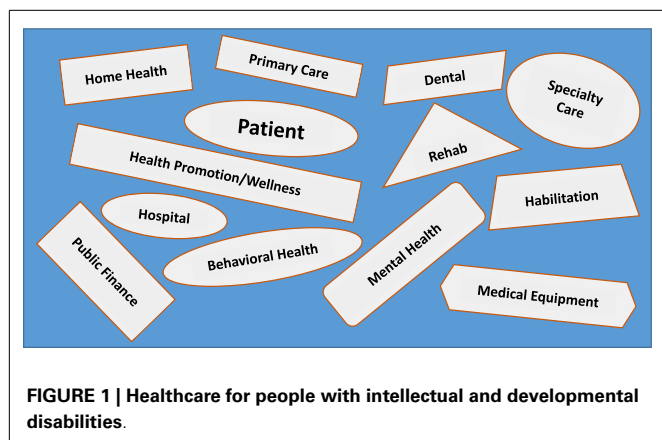 Home Health
Primary Care
Dental
Specialty
Care
Patient
Rehab
Health Promotion/Wellness
Habilitation
Hospital
Public Finance
Behavioral Health
Mental Health
Medical Equipment
FIGURE 1 | Healthcare for people with intellectual and developmental
disabilities.